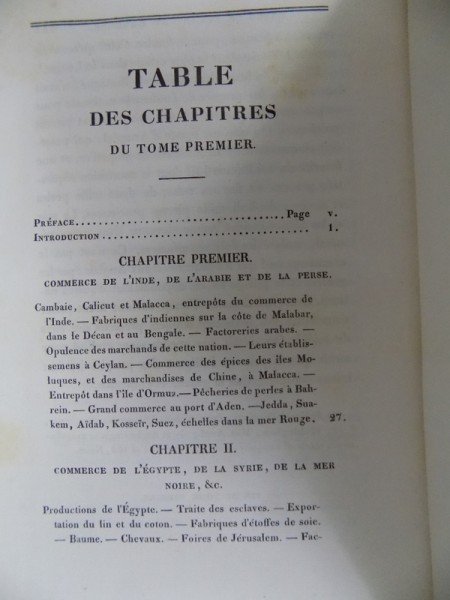 TABLE
DES CHAPITRES
DU TOME PREMIER.
PRÉFACE................................................Page v.
INTRODUCTION............................................ 1.
CHAPITRE PREMIER.
COMMERCE DE L'INDE, DE L'ARABIE ET DE LA PERSE.
Cambaie, Calicut et Malacca, entrepôts du commerce de
l'Inde. — Fabriques d'indiennes sur la côte de Malabar,
dans le Décan et au Bengale. — Factoreries arabes. —
Opulence des marchands de cette nation. — Leurs établis-
semens à Ceylan. — Commerce des épices des îles Mo-
luques, et des marchandises de Chine, à Malacca. —
Entrepôt dans l'île d'Ormuz. — Pêcheries de perles à Bah-
rein. — Grand commerce au port d'Aden. — Jedda, Sua-
kem, Aïdab, Kosseïr, Suez, échelles dans la mer Rouge. 27.
CHAPITRE II.
COMMERCE DE L'ÉGYPTE, DE LA SYRIE, DE LA MER
NOIRE, &c.
Productions de l'Égypte. — Traite des esclaves. — Expor-
tation du lin et du coton. — Fabriques d'étoffes de soie.
— Baume. — Chevaux. — Foires de Jérusalem. — Fac-